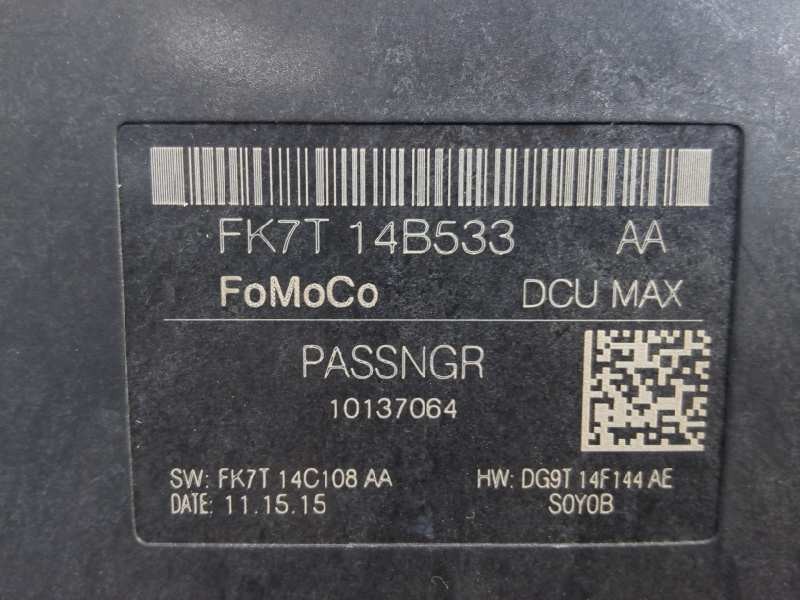 FK7T 14B533 AA
FoMoCo DCU MAX
PASSNGR
10137064
SW: FK7T 14C108 AA HW: DG9T 14F144 AE
DATE: 11.15.15 S0Y0B